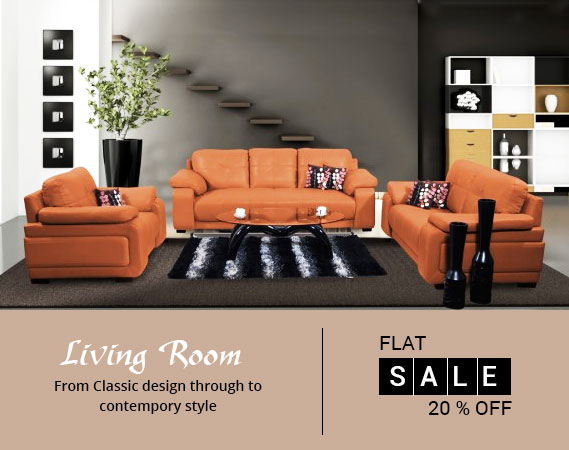 Living Room
From Classic design through to
contempory style
FLAT
SALE
20 % OFF